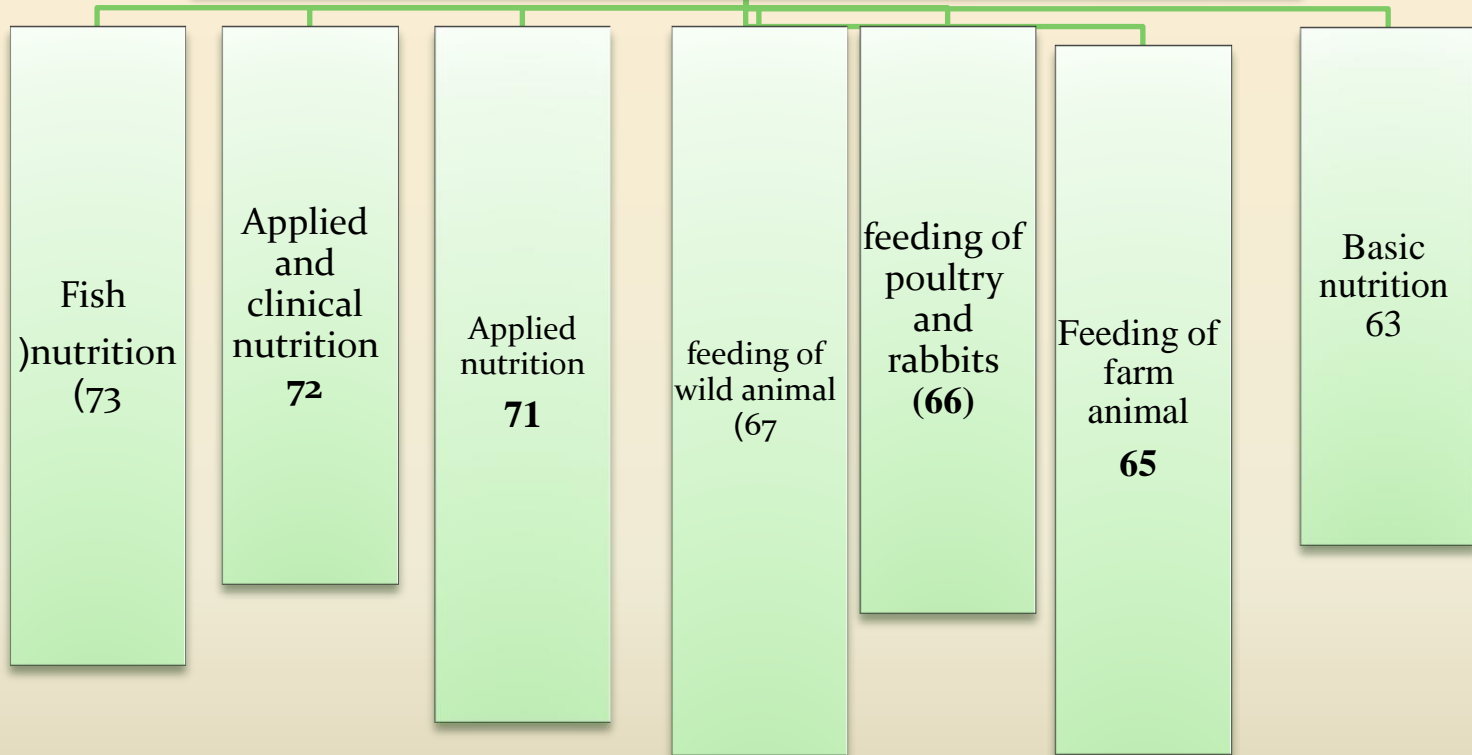 Fish
)nutrition
(73
Applied
and
clinical
nutrition
72
Applied
nutrition
71
feeding of
wild animal
(67
feeding of
poultry
and
rabbits
(66)
Feeding of
farm
animal
65
Basic
nutrition
63